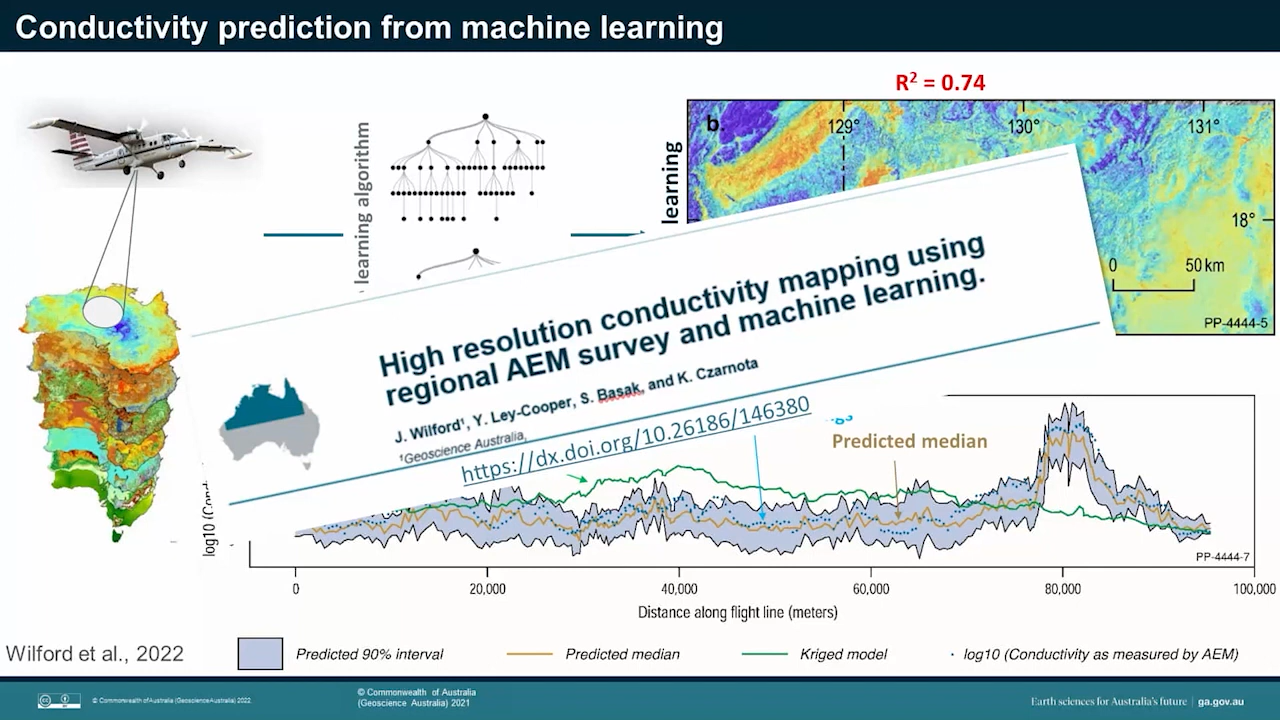 Conductivity prediction from machine learning
R² = 0.74
learning algorithm
learning
b.
129°
130°
131°
18°
0 50 km
PP-4444-5
High resolution conductivity mapping using
regional AEM survey and machine learning.
J. Wilford¹, Y. Ley-Cooper, S. Basak, and K. Czarnota
¹Geoscience Australia,
https://dx.doi.org/10.26186/146380
Predicted median
log10 (Cond
PP-4444-7
0 20,000 40,000 60,000 80,000 100,000
Distance along flight line (meters)
Predicted 90% interval Predicted median Kriged model log10 (Conductivity as measured by AEM)
Wilford et al., 2022
© Commonwealth of Australia (Geoscience Australia) 2022
© Commonwealth of Australia
(Geoscience Australia) 2021
Earth sciences for Australia's future | ga.gov.au